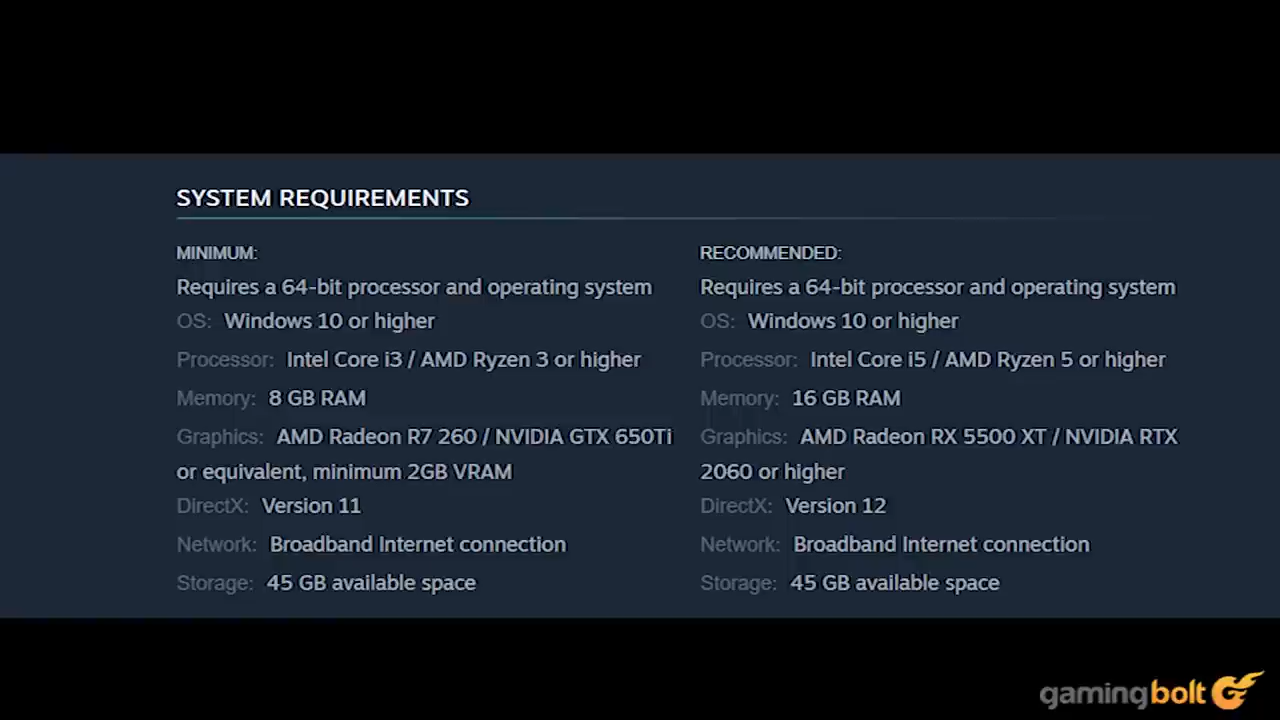 SYSTEM REQUIREMENTS
MINIMUM:
Requires a 64-bit processor and operating system
OS: Windows 10 or higher
Processor: Intel Core i3 / AMD Ryzen 3 or higher
Memory: 8 GB RAM
Graphics: AMD Radeon R7 260 / NVIDIA GTX 650Ti
or equivalent, minimum 2GB VRAM
DirectX: Version 11
Network: Broadband Internet connection
Storage: 45 GB available space
RECOMMENDED:
Requires a 64-bit processor and operating system
OS: Windows 10 or higher
Processor: Intel Core i5 / AMD Ryzen 5 or higher
Memory: 16 GB RAM
Graphics: AMD Radeon RX 5500 XT / NVIDIA RTX
2060 or higher
DirectX: Version 12
Network: Broadband Internet connection
Storage: 45 GB available space
gamingbolt